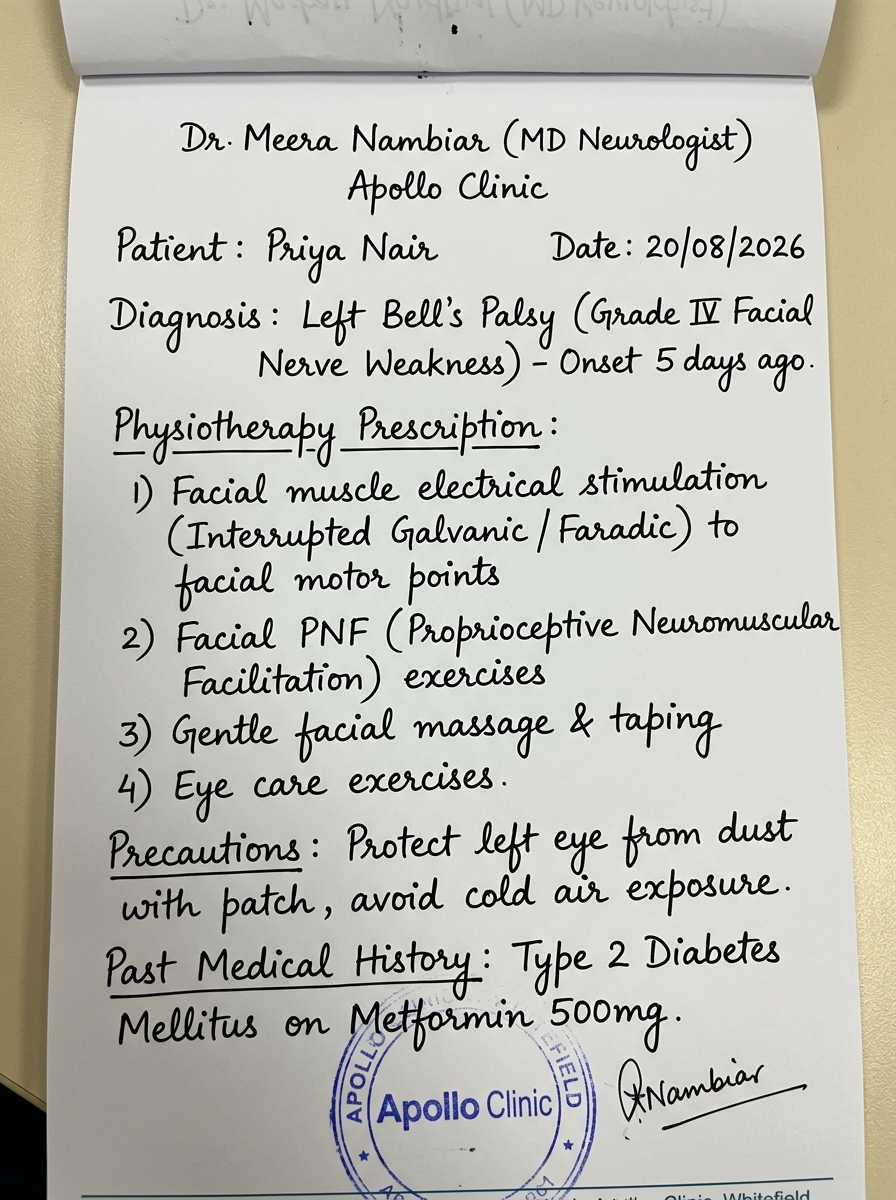 Dr. Meera Nambiar (MD Neurologist)
Apollo Clinic
Patient: Priya Nair Date: 20/08/2026
Diagnosis: Left Bell's Palsy (Grade IV Facial
Nerve Weakness) - Onset 5 days ago.
Physiotherapy Prescription:
1) Facial muscle electrical stimulation
(Interrupted Galvanic / Faradic) to
facial motor points
2) Facial PNF (Proprioceptive Neuromuscular
Facilitation) exercises
3) Gentle facial massage & taping
4) Eye care exercises.
Precautions: Protect left eye from dust
with patch, avoid cold air exposure.
Past Medical History: Type 2 Diabetes
Mellitus on Metformin 500mg.
Nambiar
APOLLO CLINIC
Apollo Clinic
Clinic, Whitefield